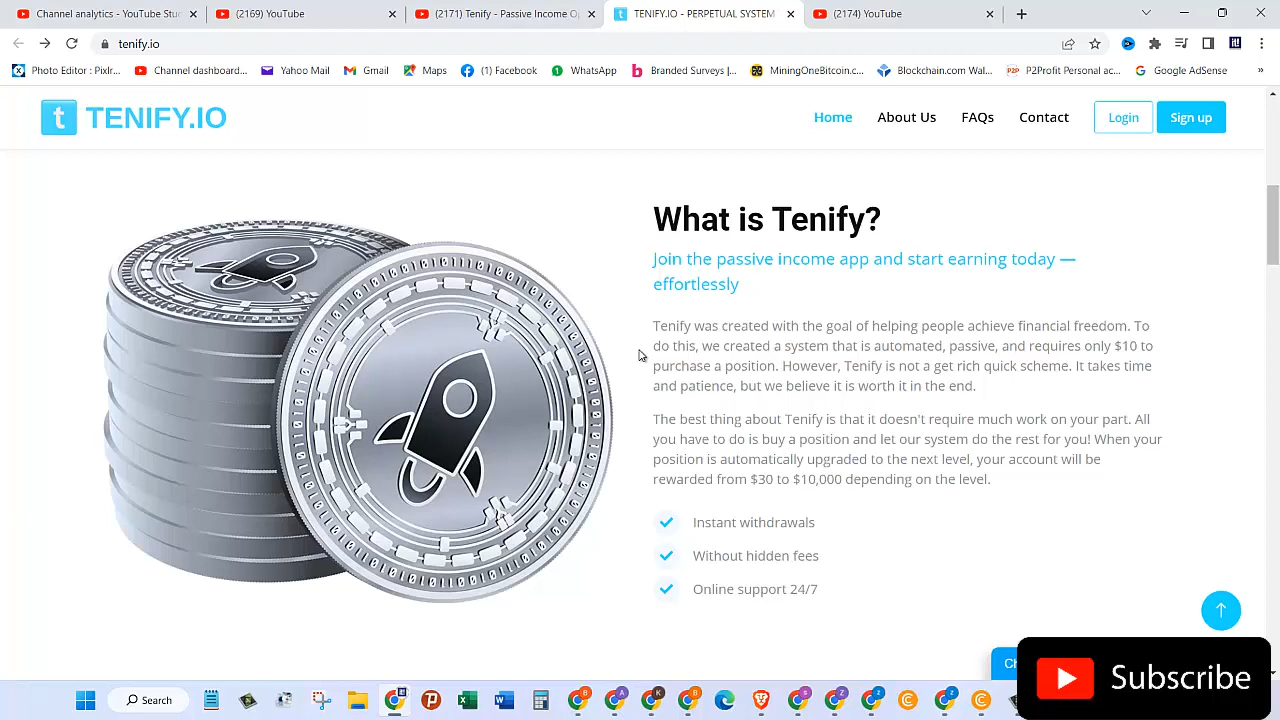 Channel analytics - YouTube Stud
(2169) YouTube
(2171) Tenify - Passive Income Op
TENIFY.IO - PERPETUAL SYSTEM
(2174) YouTube
tenify.io
Photo Editor : Pixlr...
Channel dashboard...
Yahoo Mail
Gmail
Maps
(1) Facebook
WhatsApp
Branded Surveys |...
MiningOneBitcoin.c...
Blockchain.com Wal...
P2Profit Personal ac...
Google AdSense
t TENIFY.IO
Home
About Us
FAQs
Contact
Login
Sign up
What is Tenify?
Join the passive income app and start earning today —
effortlessly
Tenify was created with the goal of helping people achieve financial freedom. To
do this, we created a system that is automated, passive, and requires only $10 to
purchase a position. However, Tenify is not a get rich quick scheme. It takes time
and patience, but we believe it is worth it in the end.
The best thing about Tenify is that it doesn't require much work on your part. All
you have to do is buy a position and let our system do the rest for you! When your
position is automatically upgraded to the next level, your account will be
rewarded from $30 to $10,000 depending on the level.
Instant withdrawals
Without hidden fees
Online support 24/7
Subscribe
Search